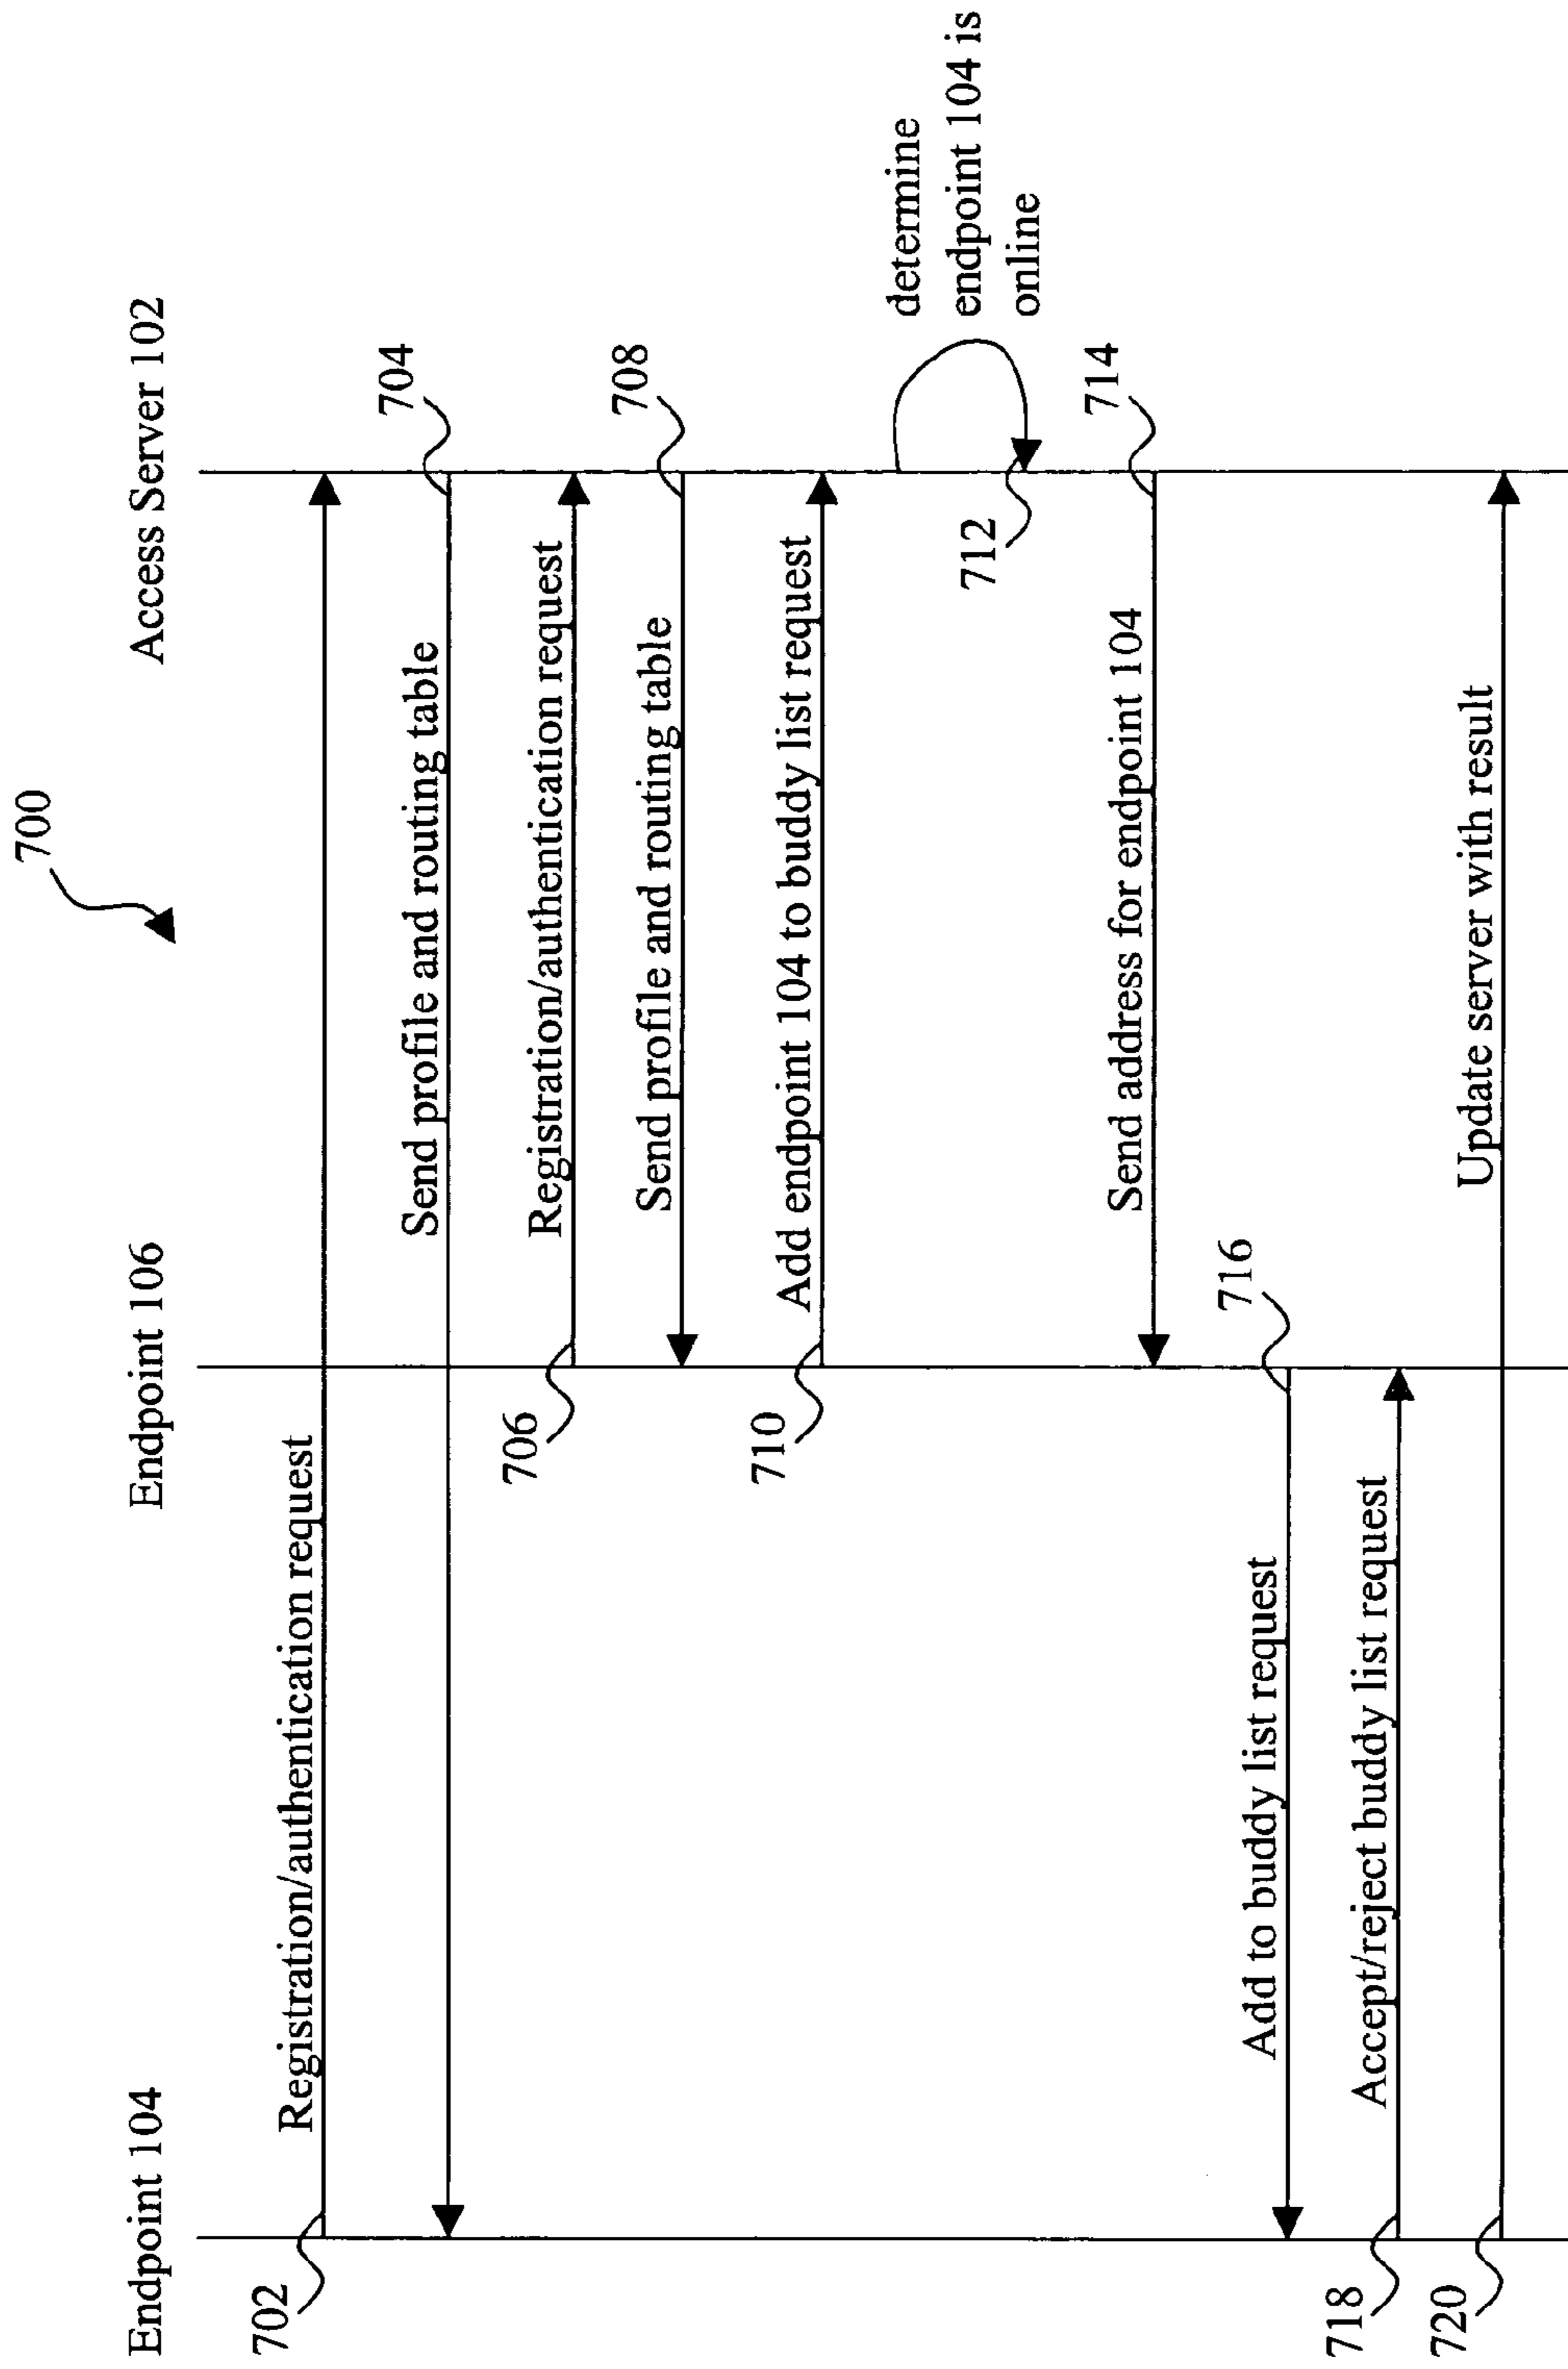 700
Endpoint 104
Endpoint 106
Access Server 102
702
Registration/authentication request
704
Send profile and routing table
706
Registration/authentication request
708
Send profile and routing table
710
Add endpoint 104 to buddy list request
determine
endpoint 104 is
online
712
714
Send address for endpoint 104
716
Add to buddy list request
718
Accept/reject buddy list request
720
Update server with result